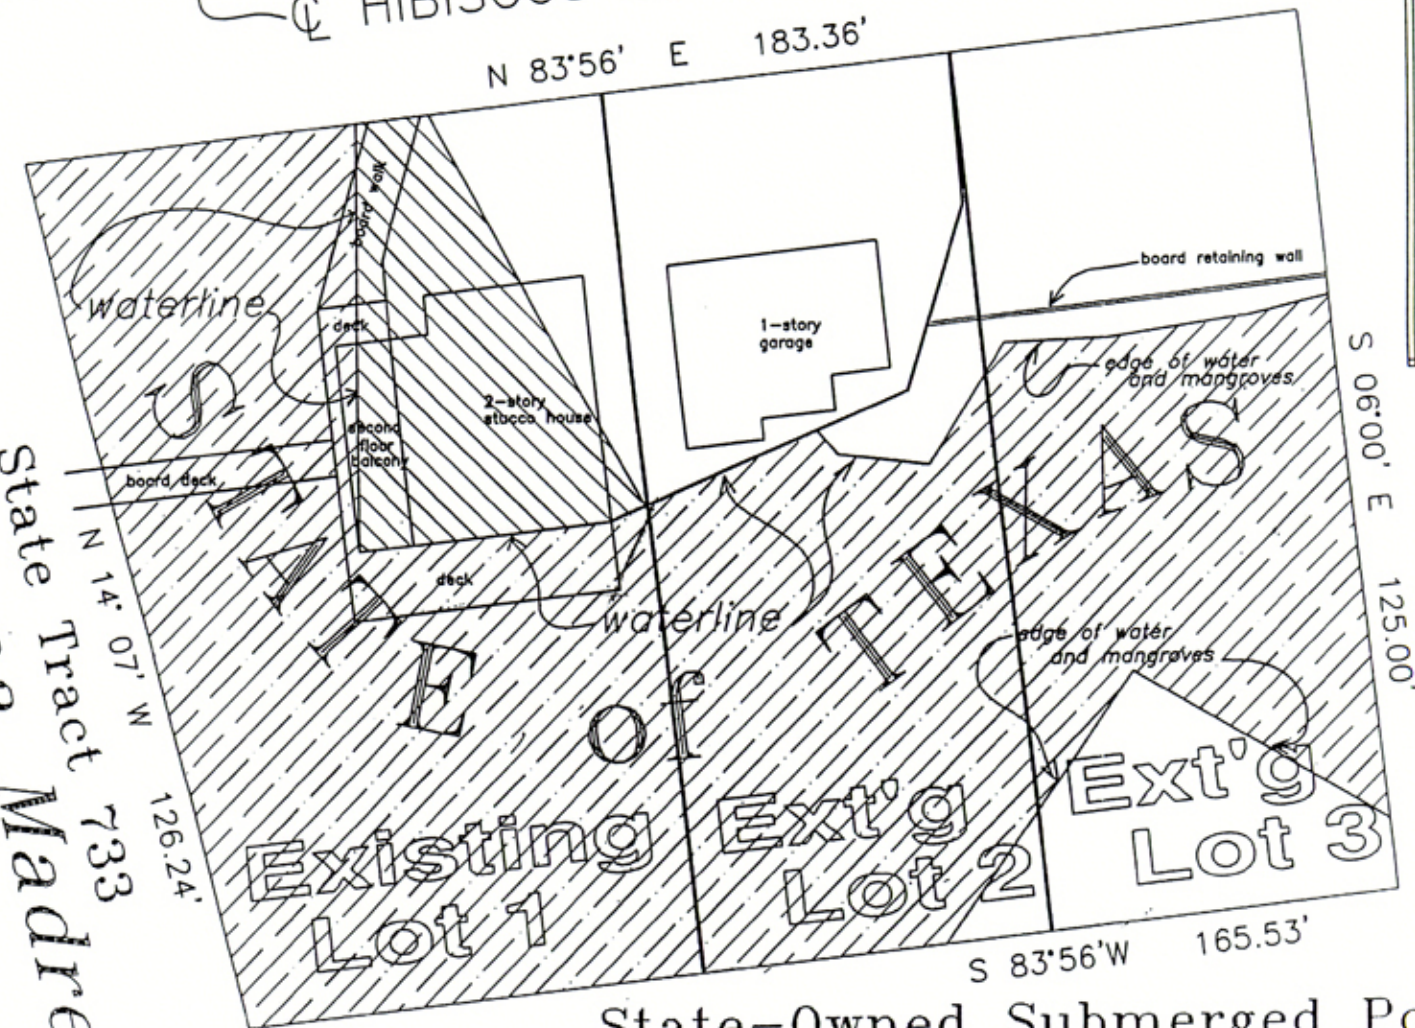 ℄ HIBISCUS
N 83°56' E 183.36'
board walk
waterline
deck
2-story
stucco house
second
floor
balcony
board deck
deck
waterline
1-story
garage
board retaining wall
edge of water
and mangroves
edge of water
and mangroves
STATE of TEXAS
S 06°00' E 125.00'
N 14° 07' W 126.24'
State Tract 733
Madre
Existing
Lot 1
Ext'g
Lot 2
Ext'g
Lot 3
S 83°56'W 165.53'
State-Owned Submerged